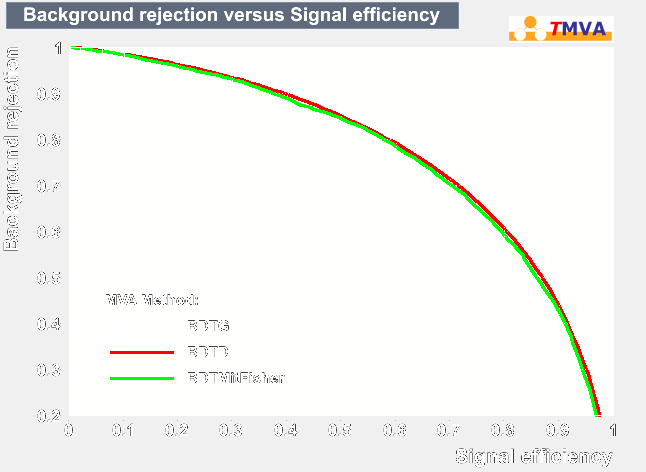 Background rejection versus Signal efficiency
TMVA
Background rejection
1
0.9
0.8
0.7
0.6
0.5
0.4
0.3
0.2
MVA Method:
BDTG
BDTD
BDTMitFisher
0 0.1 0.2 0.3 0.4 0.5 0.6 0.7 0.8 0.9 1
Signal efficiency